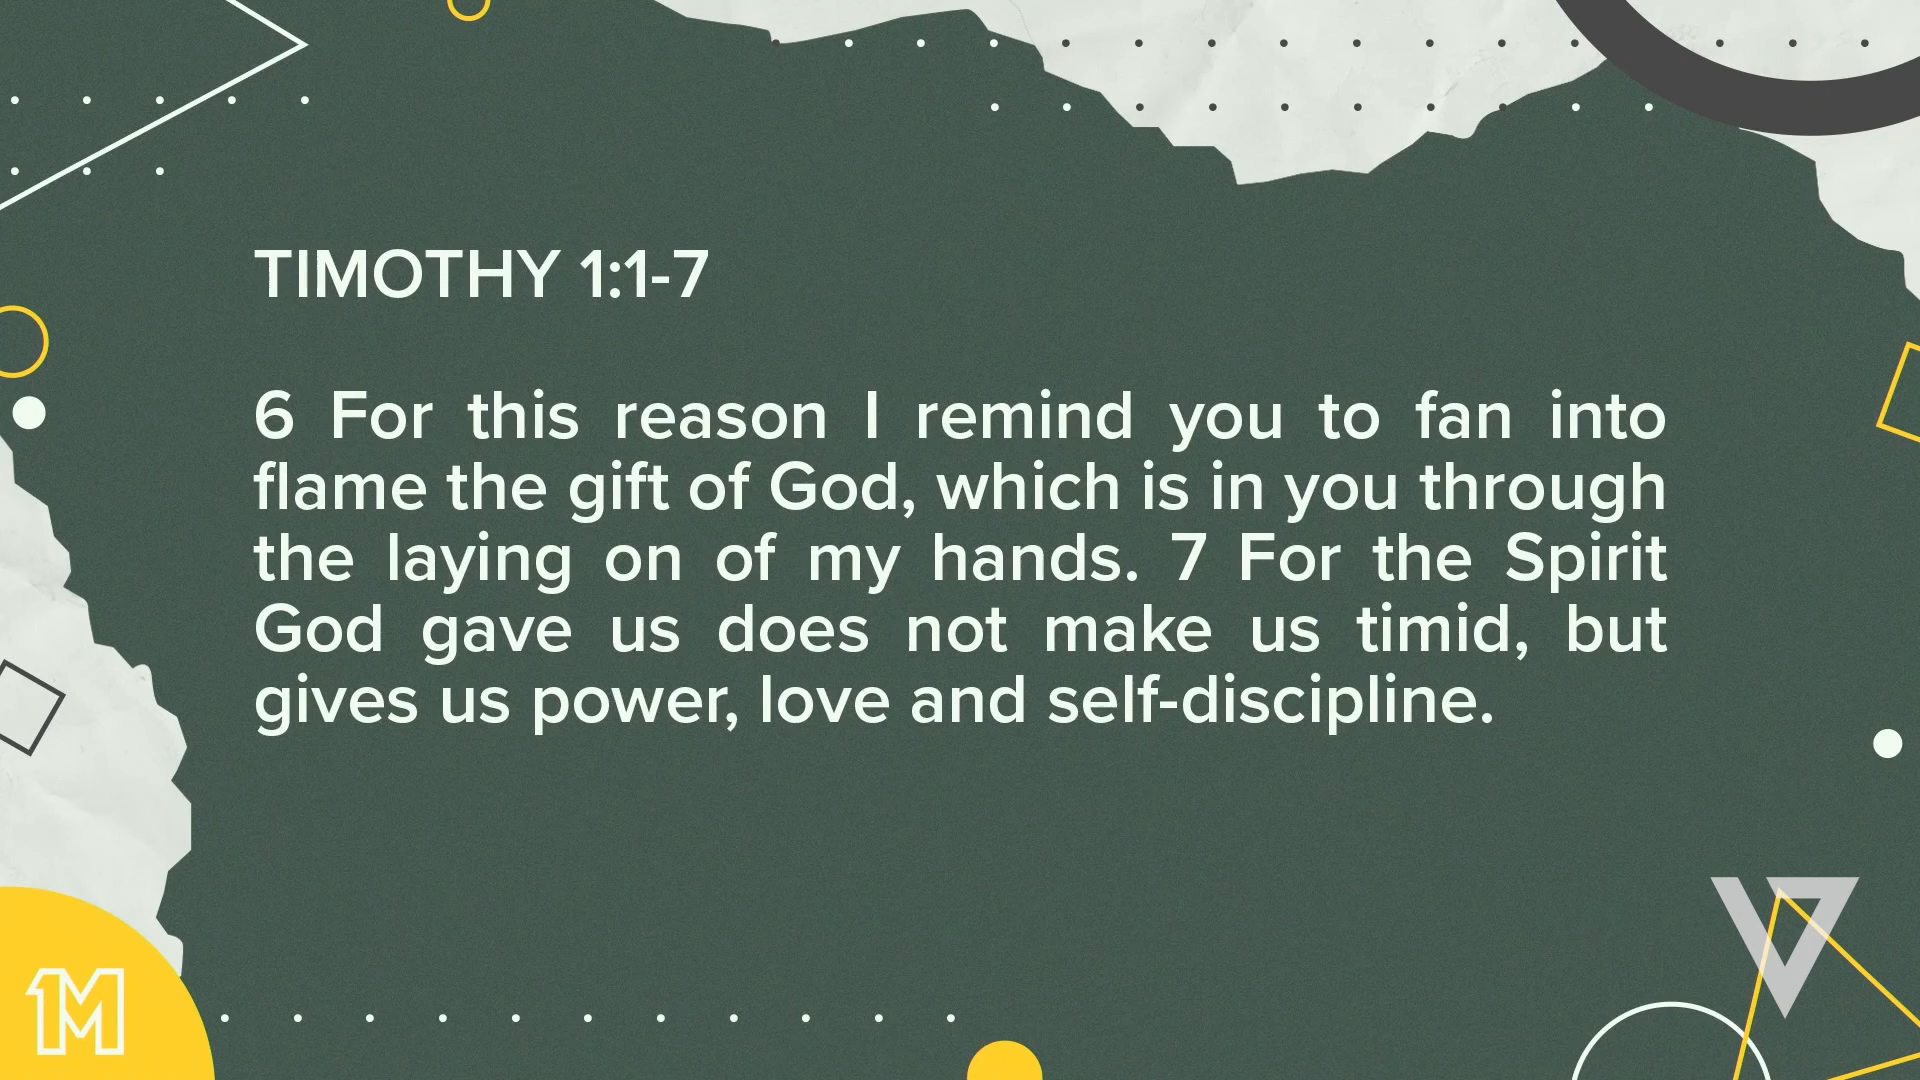 TIMOTHY 1:1-7
6 For this reason I remind you to fan into
flame the gift of God, which is in you through
the laying on of my hands. 7 For the Spirit
God gave us does not make us timid, but
gives us power, love and self-discipline.
1M